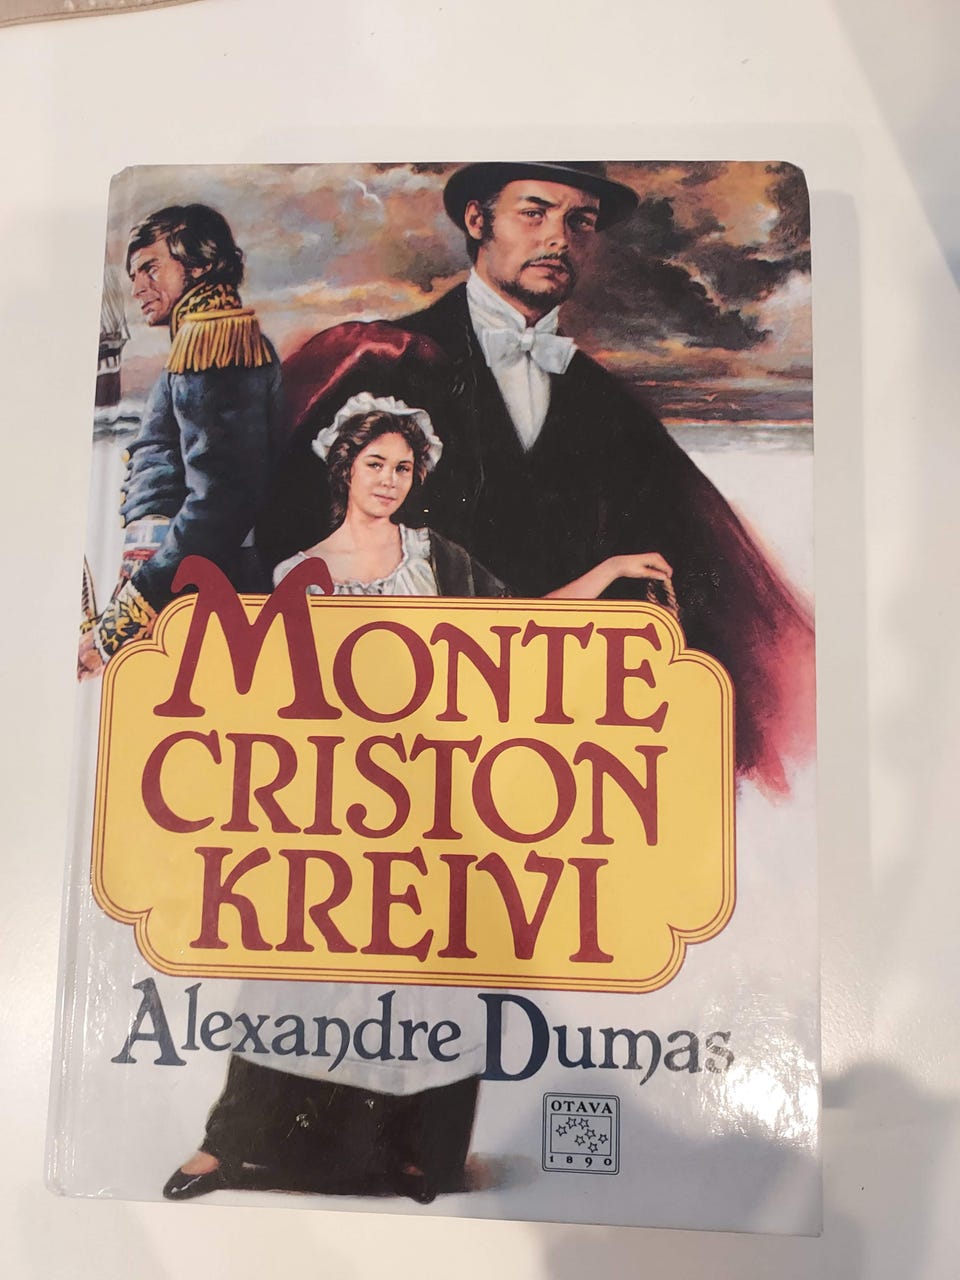 MONTE
CRISTON
KREIVI
Alexandre Dumas
OTAVA
1890